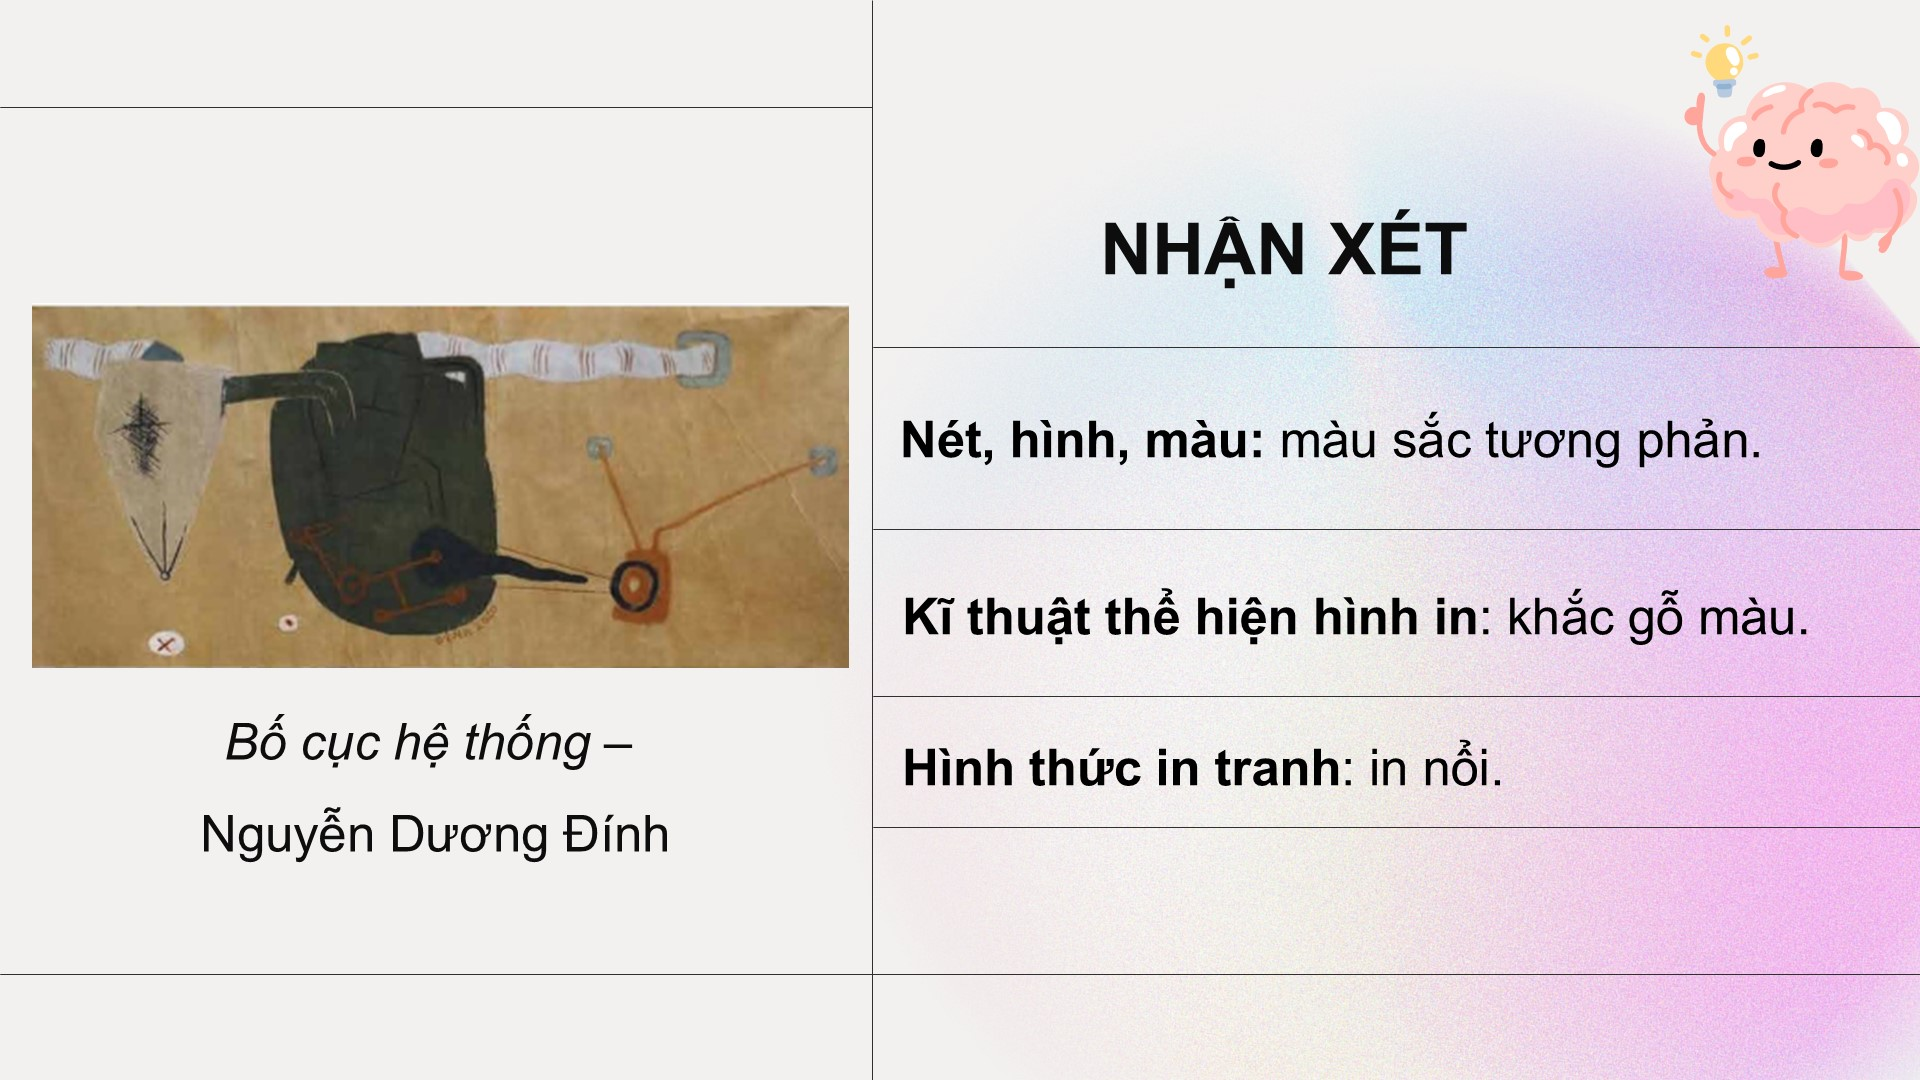 Bố cục hệ thống –
Nguyễn Dương Đính
NHẬN XÉT
Nét, hình, màu: màu sắc tương phản.
Kĩ thuật thể hiện hình in: khắc gỗ màu.
Hình thức in tranh: in nổi.